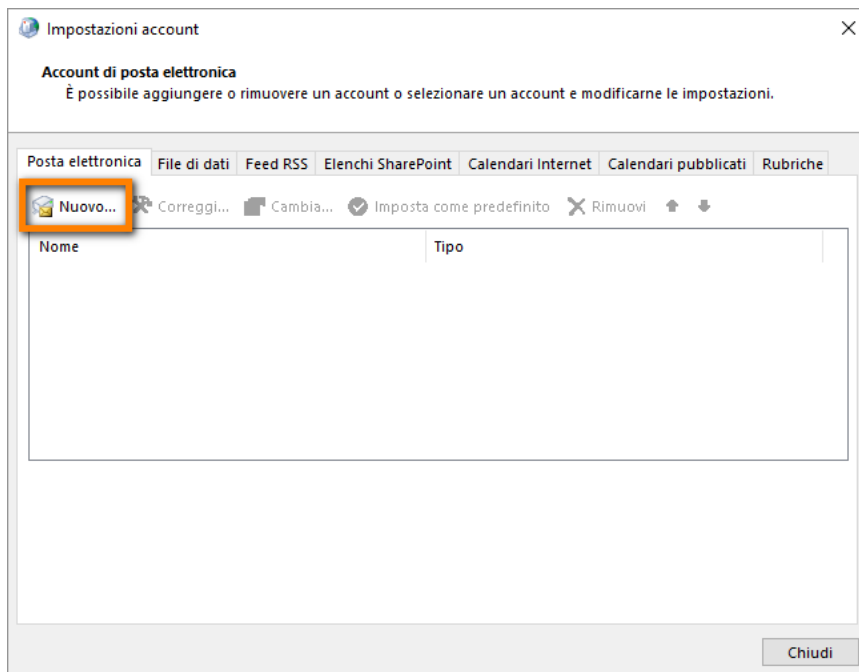 Impostazioni account
Account di posta elettronica
È possibile aggiungere o rimuovere un account o selezionare un account e modificarne le impostazioni.
Posta elettronica File di dati Feed RSS Elenchi SharePoint Calendari Internet Calendari pubblicati Rubriche
Nuovo... Correggi... Cambia... Imposta come predefinito Rimuovi
Nome Tipo
Chiudi